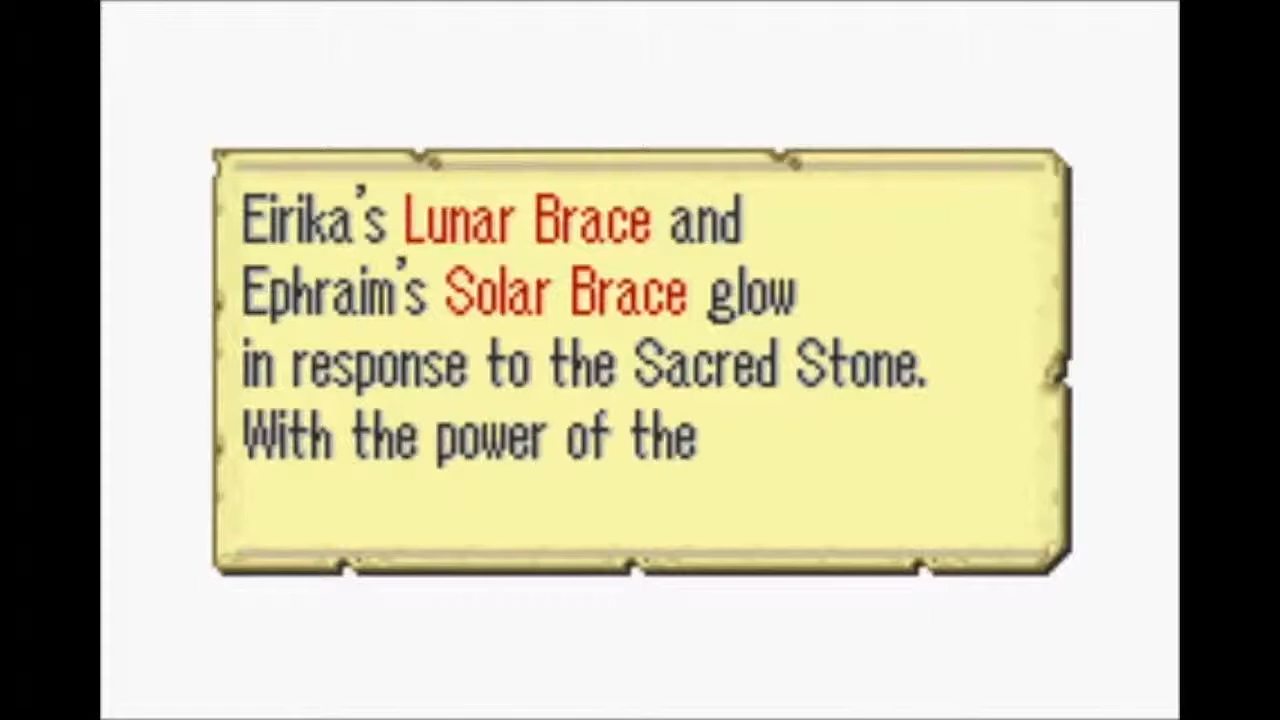 Eirika's Lunar Brace and
Ephraim's Solar Brace glow
in response to the Sacred Stone.
With the power of the